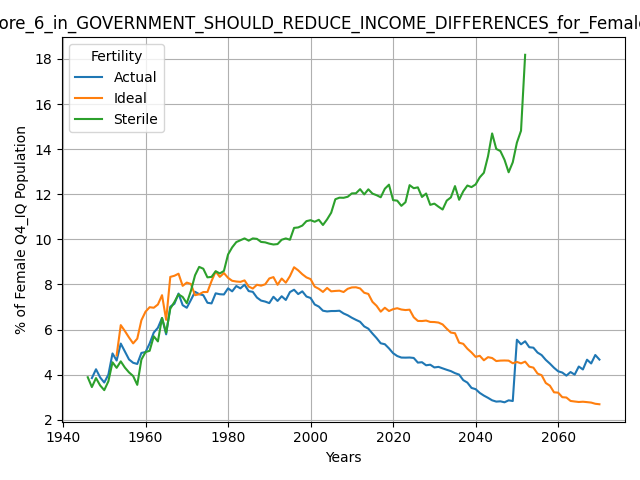 ore_6_in_GOVERNMENT_SHOULD_REDUCE_INCOME_DIFFERENCES_for_Female
Fertility
Actual
Ideal
Sterile
% of Female Q4_IQ Population
18
16
14
12
10
8
6
4
2
1940
1960
1980
2000
2020
2040
2060
Years